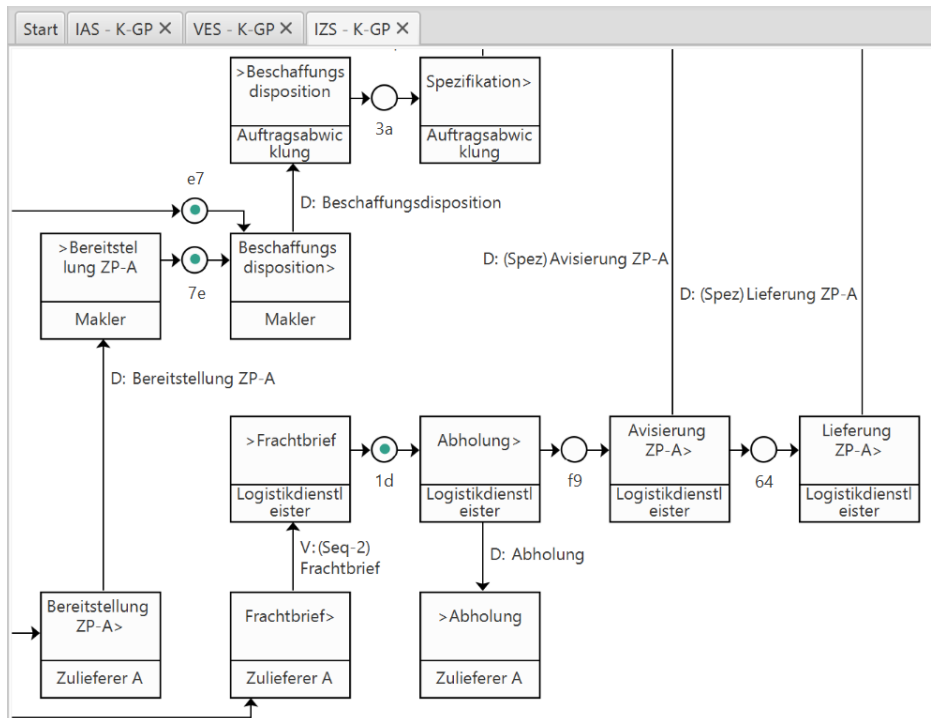 Start IAS - K-GP ✕ VES - K-GP ✕ IZS - K-GP ✕
>Beschaffungs
disposition
Auftragsabwic
klung
3a
Spezifikation>
Auftragsabwic
klung
e7
D: Beschaffungsdisposition
>Bereitstel
lung ZP-A
Makler
7e
Beschaffungs
disposition>
Makler
D: (Spez) Avisierung ZP-A
D: (Spez) Lieferung ZP-A
D: Bereitstellung ZP-A
>Frachtbrief
Logistikdienstl
eister
1d
Abholung>
Logistikdienstl
eister
f9
Avisierung
ZP-A>
Logistikdienstl
eister
64
Lieferung
ZP-A>
Logistikdienstl
eister
V: (Seq-2)
Frachtbrief
D: Abholung
Bereitstellung
ZP-A>
Zulieferer A
Frachtbrief>
Zulieferer A
>Abholung
Zulieferer A